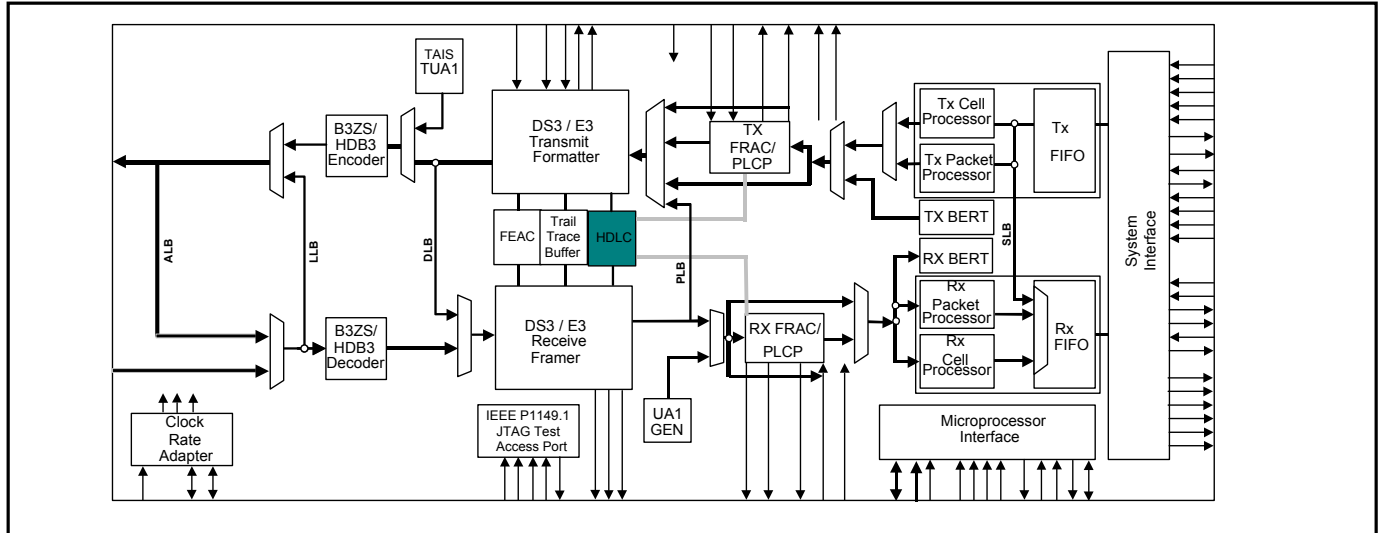 TAIS
TUA1
B3ZS/
HDB3
Encoder
DS3 / E3
Transmit
Formatter
TX
FRAC/
PLCP
Tx Cell
Processor
Tx Packet
Processor
Tx
FIFO
System
Interface
TX BERT
RX BERT
FEAC
Trail
Trace
Buffer
HDLC
ALB
LLB
DLB
PLB
SLB
B3ZS/
HDB3
Decoder
DS3 / E3
Receive
Framer
RX FRAC/
PLCP
Rx
Packet
Processor
Rx
Cell
Processor
Rx
FIFO
UA1
GEN
Clock
Rate
Adapter
IEEE P1149.1
JTAG Test
Access Port
Microprocessor
Interface